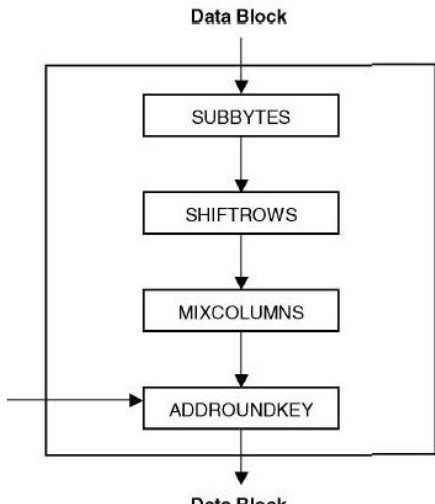 Data Block
SUBBYTES
SHIFTROWS
MIXCOLUMNS
ADDROUNDKEY
Data Block